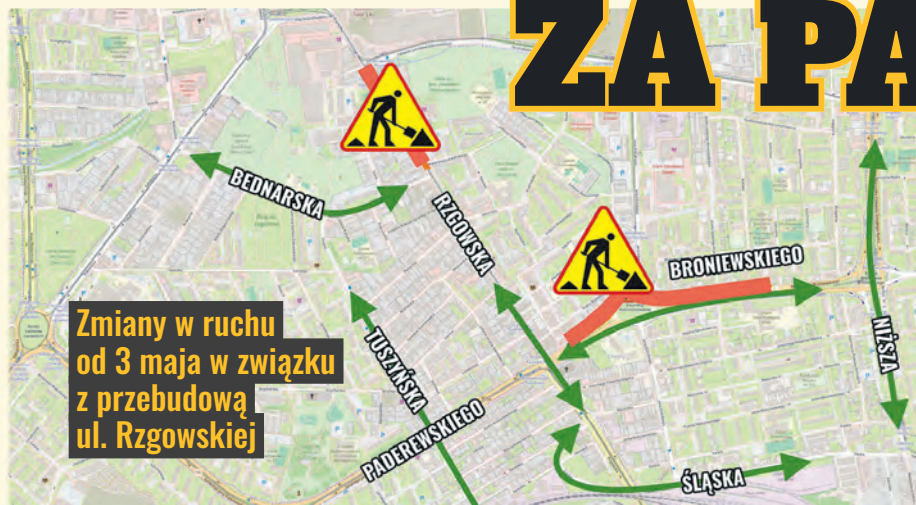 ZA PA
BEDNARSKA
RZGOWSKA
BRONIEWSKIEGO
Zmiany w ruchu
od 3 maja w związku
z przebudową
ul. Rzgowskiej
TUSZYŃSKA
NIŻSZA
PADEREWSKIEGO
ŚLĄSKA